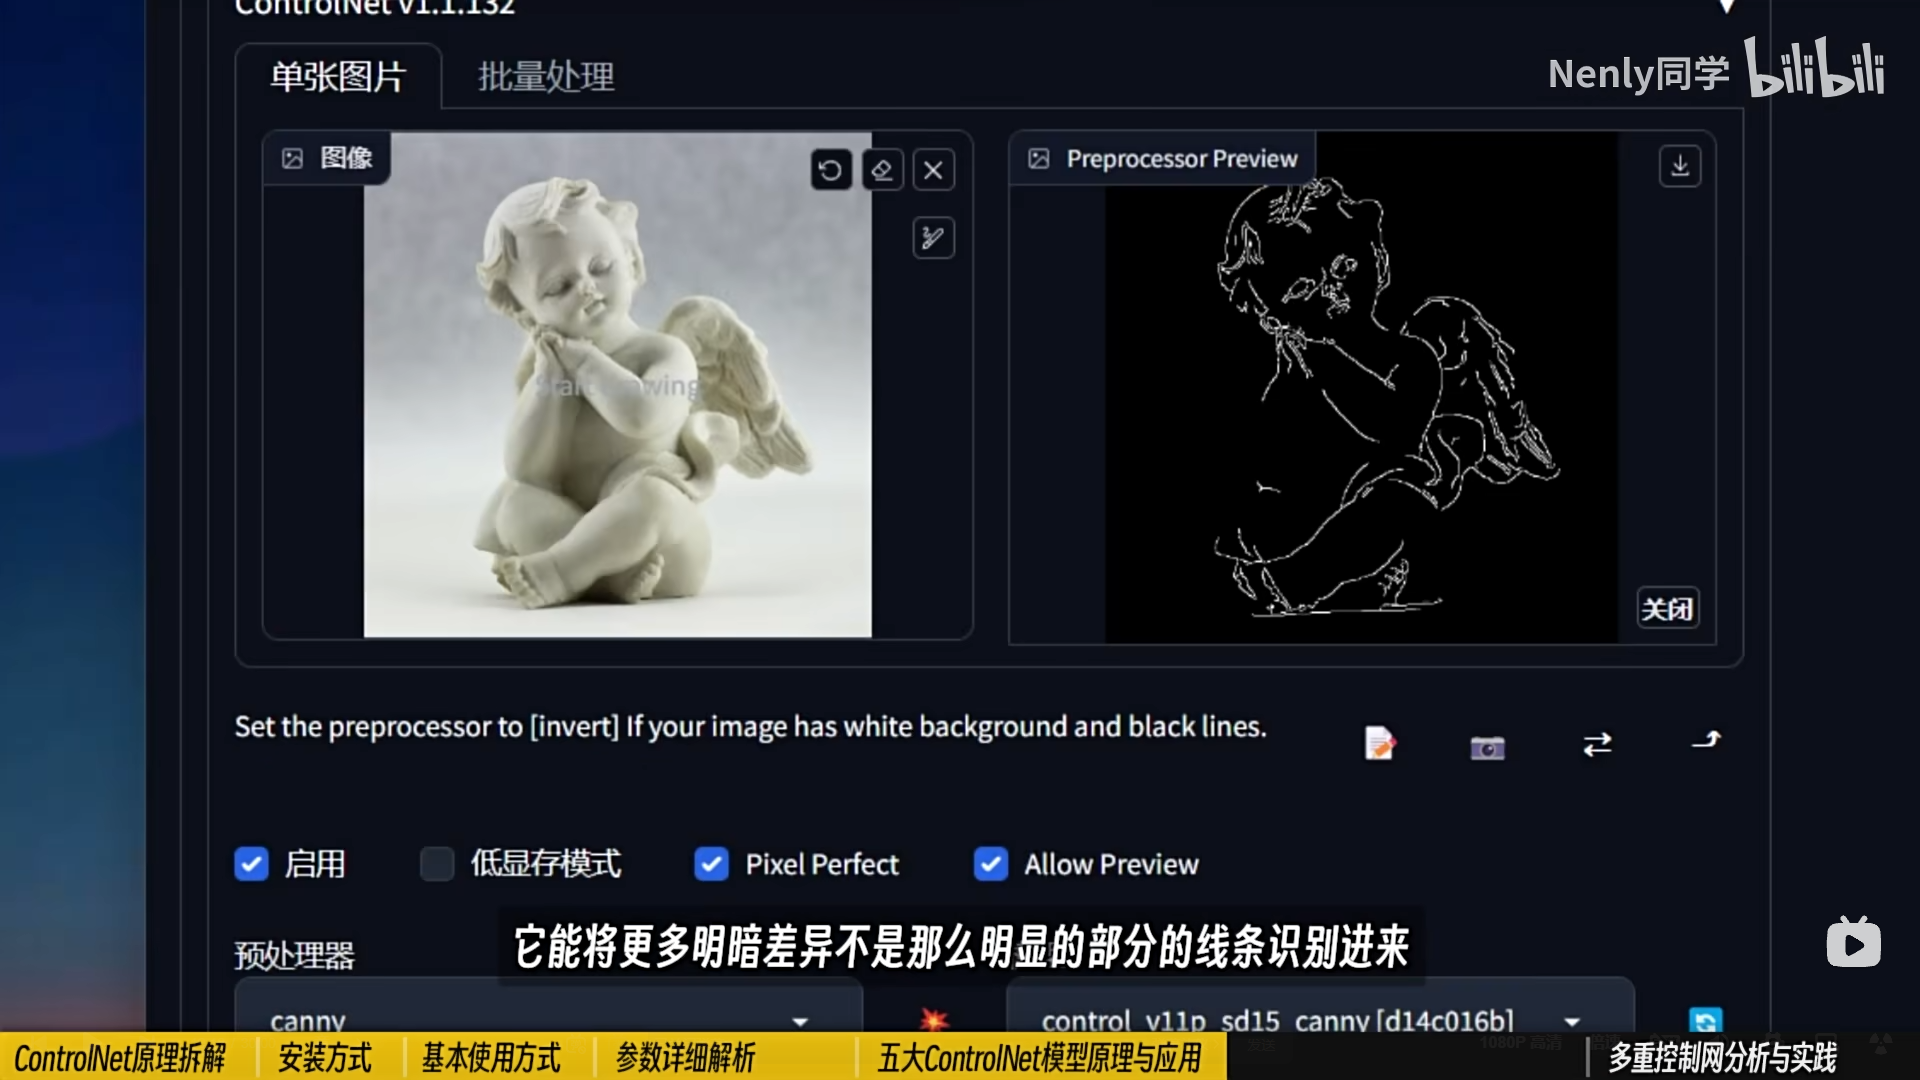 ControlNet v1.1.132
单张图片
批量处理
Nenly同学 bilibili
图像
Preprocessor Preview
Start drawing
关闭
Set the preprocessor to [invert] If your image has white background and black lines.
启用
低显存模式
Pixel Perfect
Allow Preview
预处理器
它能将更多明暗差异不是那么明显的部分的线条识别进来
canny
control_v11p_sd15_canny [d14c016b]
ControlNet原理拆解
安装方式
基本使用方式
参数详细解析
五大ControlNet模型原理与应用
1080P 高清
多重控制网分析与实践